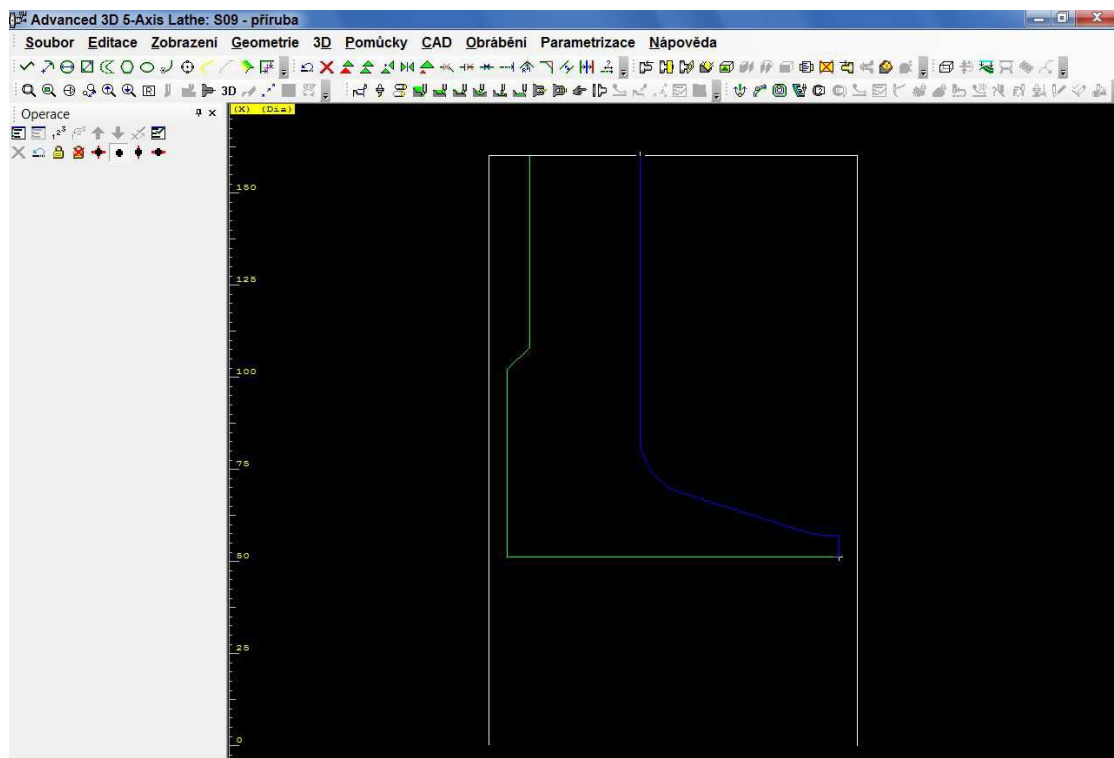 Advanced 3D 5-Axis Lathe: S09 - příruba
Soubor Editace Zobrazení Geometrie 3D Pomůcky CAD Obrábění Parametrizace Nápověda
3D
Operace
(X) (Dia)
150
125
100
75
50
25
0